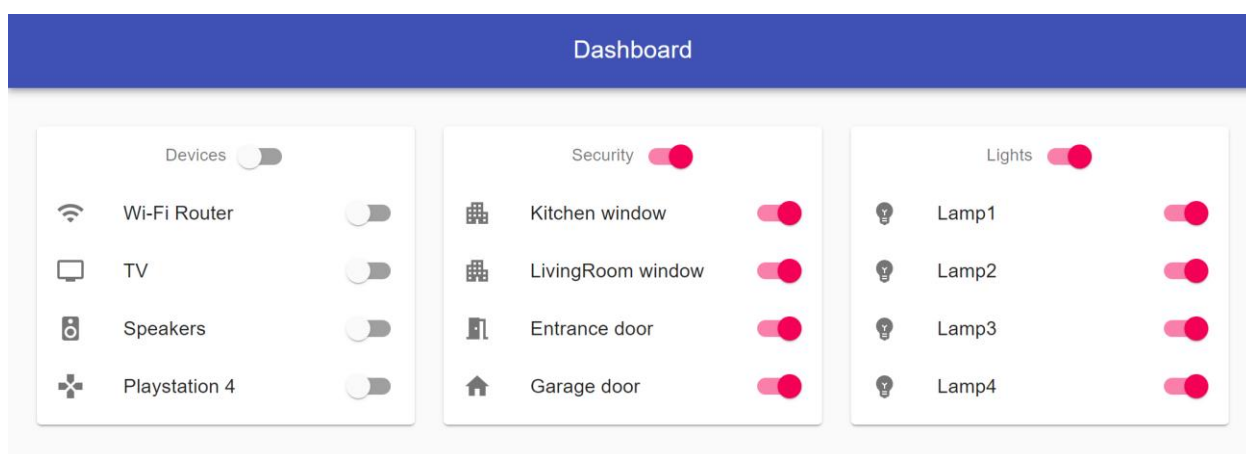 Dashboard
Devices
Wi-Fi Router
TV
Speakers
Playstation 4
Security
Kitchen window
LivingRoom window
Entrance door
Garage door
Lights
Lamp1
Lamp2
Lamp3
Lamp4